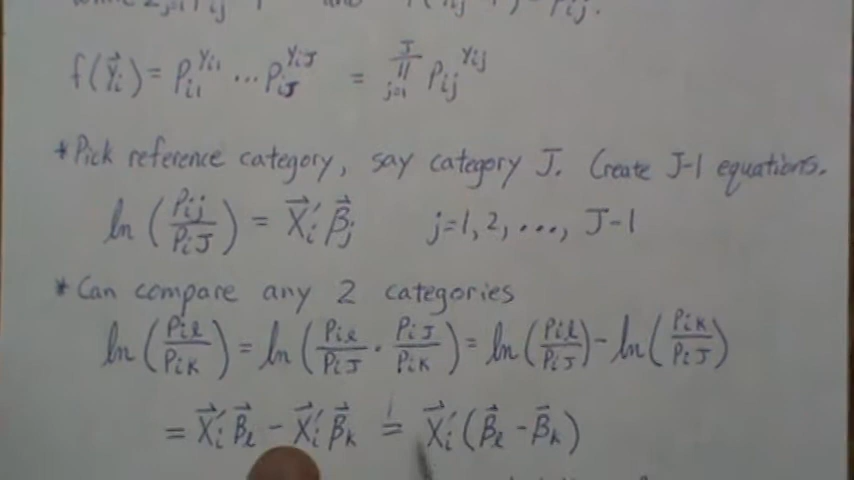 f(Y⃗ᵢ) = Pᵢ₁^Yᵢ₁ ... PᵢJ^YᵢJ = ∏_{j=1}^{J} Pᵢⱼ^Yᵢⱼ
*Pick reference category, say category J. Create J-1 equations.
ln (Pᵢⱼ/PᵢJ) = X⃗ᵢ′ β⃗ⱼ j=1, 2, ..., J-1
*Can compare any 2 categories
ln (Pᵢₗ/Pᵢₖ) = ln (Pᵢₗ/PᵢJ · PᵢJ/Pᵢₖ) = ln (Pᵢₗ/PᵢJ) - ln (Pᵢₖ/PᵢJ)
= X⃗ᵢ′ β⃗ₗ - X⃗ᵢ′ β⃗ₖ = X⃗ᵢ′ (β⃗ₗ - β⃗ₖ)